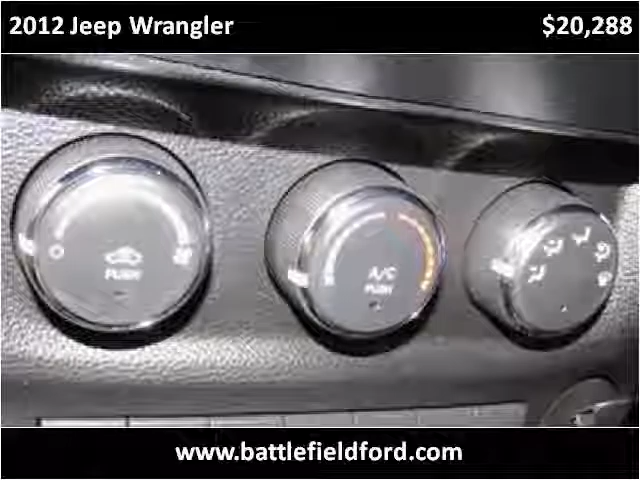 2012 Jeep Wrangler $20,288
PUSH
A/C
PUSH
www.battlefieldford.com